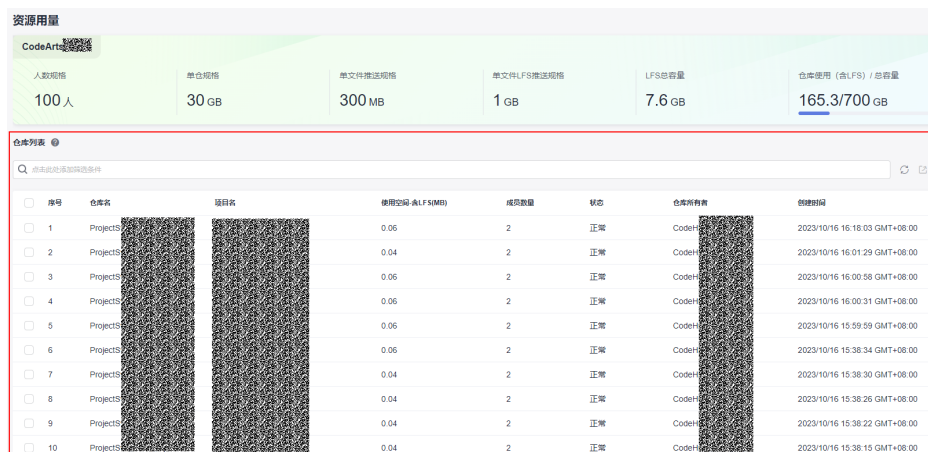 资源用量
CodeArts
人数规格 单仓规格 单文件推送规格 单文件LFS推送规格 LFS总容量 仓库使用（含LFS）/ 总容量
100 人 30 GB 300 MB 1 GB 7.6 GB 165.3/700 GB
仓库列表
点击此处添加筛选条件
序号 仓库名 项目名 使用空间-含LFS(MB) 成员数量 状态 仓库所有者 创建时间
1 ProjectS 0.06 2 正常 CodeH 2023/10/16 16:18:03 GMT+08:00
2 ProjectS 0.04 2 正常 CodeH 2023/10/16 16:01:29 GMT+08:00
3 ProjectS 0.06 2 正常 CodeH 2023/10/16 16:00:58 GMT+08:00
4 ProjectS 0.06 2 正常 CodeH 2023/10/16 16:00:31 GMT+08:00
5 ProjectS 0.06 2 正常 CodeH 2023/10/16 15:59:59 GMT+08:00
6 ProjectS 0.06 2 正常 CodeH 2023/10/16 15:38:34 GMT+08:00
7 ProjectS 0.04 2 正常 CodeH 2023/10/16 15:38:30 GMT+08:00
8 ProjectS 0.04 2 正常 CodeH 2023/10/16 15:38:26 GMT+08:00
9 ProjectS 0.04 2 正常 CodeH 2023/10/16 15:38:22 GMT+08:00
10 ProjectS 0.04 2 正常 CodeH 2023/10/16 15:38:15 GMT+08:00